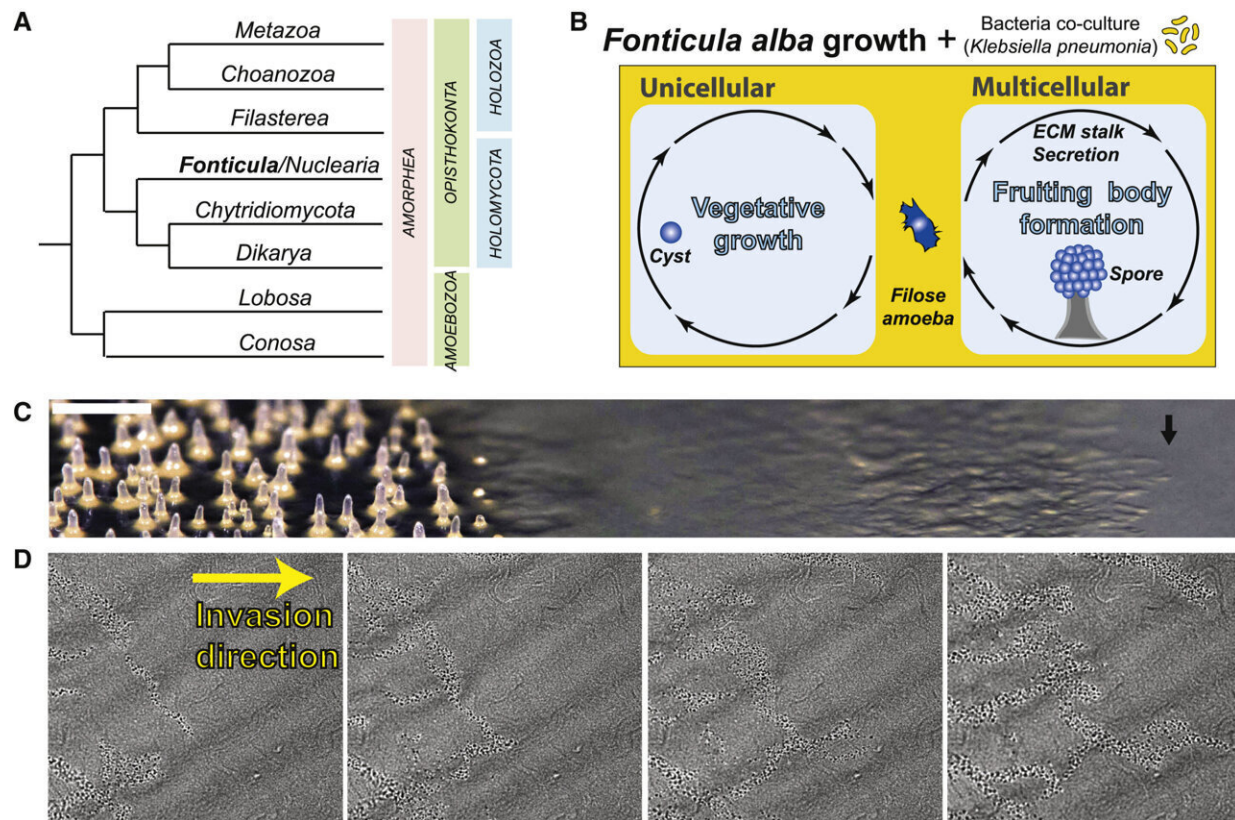 A
Metazoa
Choanozoa
Filasterea
Fonticula/Nuclearia
Chytridiomycota
Dikarya
Lobosa
Conosa
AMORPHEA
OPISTHOKONTA
AMOEBOZOA
HOLOZOA
HOLOMYCOTA
B
Fonticula alba growth +
Bacteria co-culture
(Klebsiella pneumonia)
Unicellular
Vegetative
growth
Cyst
Filose
amoeba
Multicellular
ECM stalk
Secretion
Fruiting body
formation
Spore
C
D
Invasion
direction